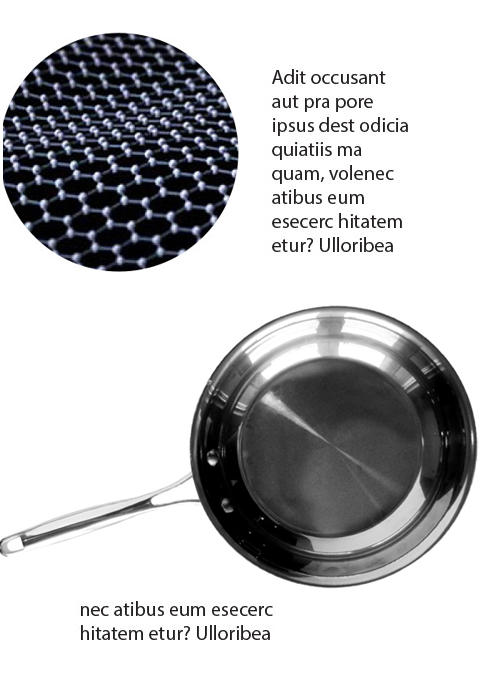 Adit occusant
aut pra pore
ipsus dest odicia
quiatiis ma
quam, volenec
atibus eum
esecerc hitatem
etur? Ulloribea
nec atibus eum esecerc
hitatem etur? Ulloribea